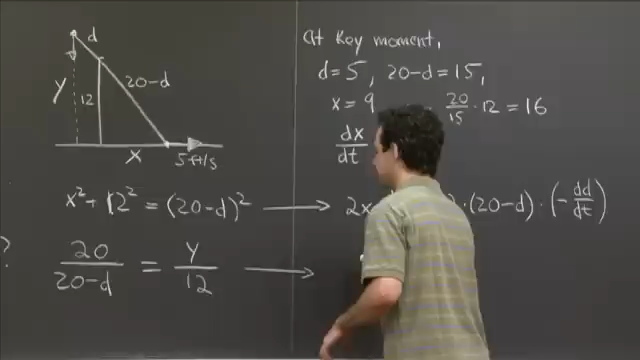 d
y
12
20-d
x
5 ft/s
x² + 12² = (20-d)²
?
20/(20-d) = y/12
At key moment,
d = 5, 20-d = 15,
x = 9
20/15 · 12 = 16
dx/dt
2x
· (20-d) · (- dd/dt)